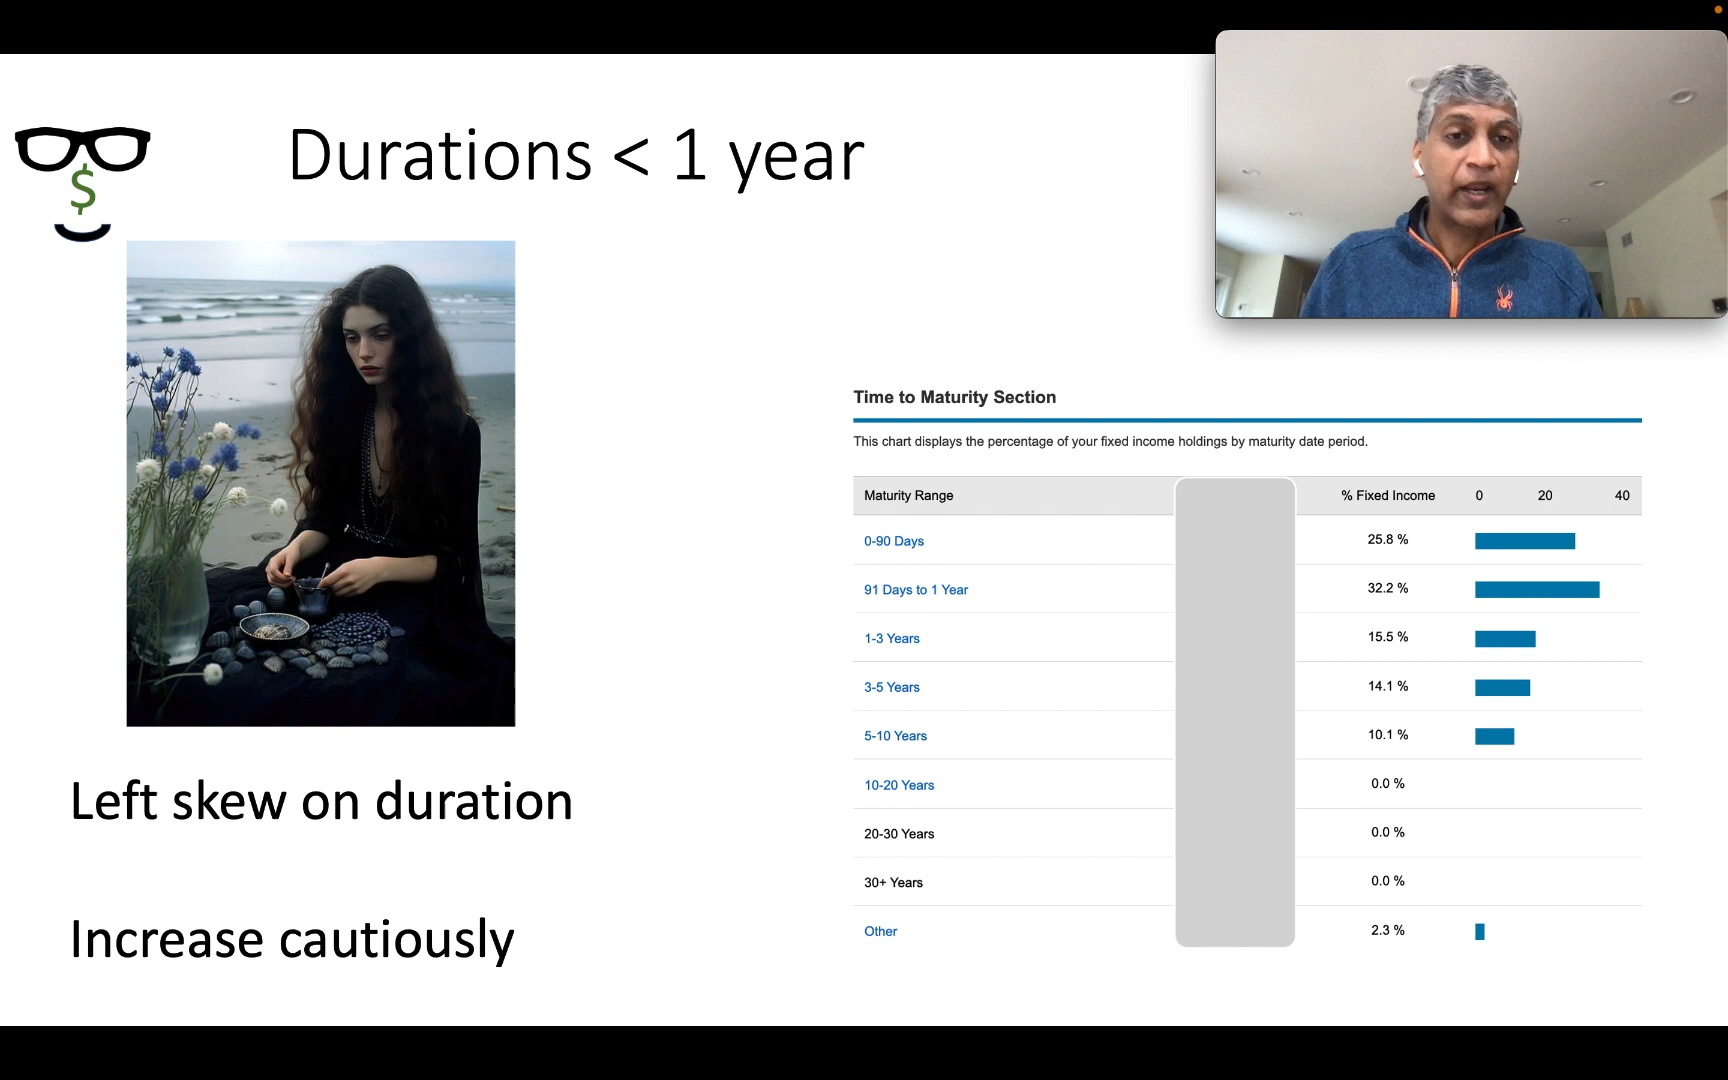 Durations < 1 year
$
Left skew on duration
Increase cautiously
Time to Maturity Section
This chart displays the percentage of your fixed income holdings by maturity date period.
Maturity Range % Fixed Income 0 20 40
0-90 Days 25.8 %
91 Days to 1 Year 32.2 %
1-3 Years 15.5 %
3-5 Years 14.1 %
5-10 Years 10.1 %
10-20 Years 0.0 %
20-30 Years 0.0 %
30+ Years 0.0 %
Other 2.3 %